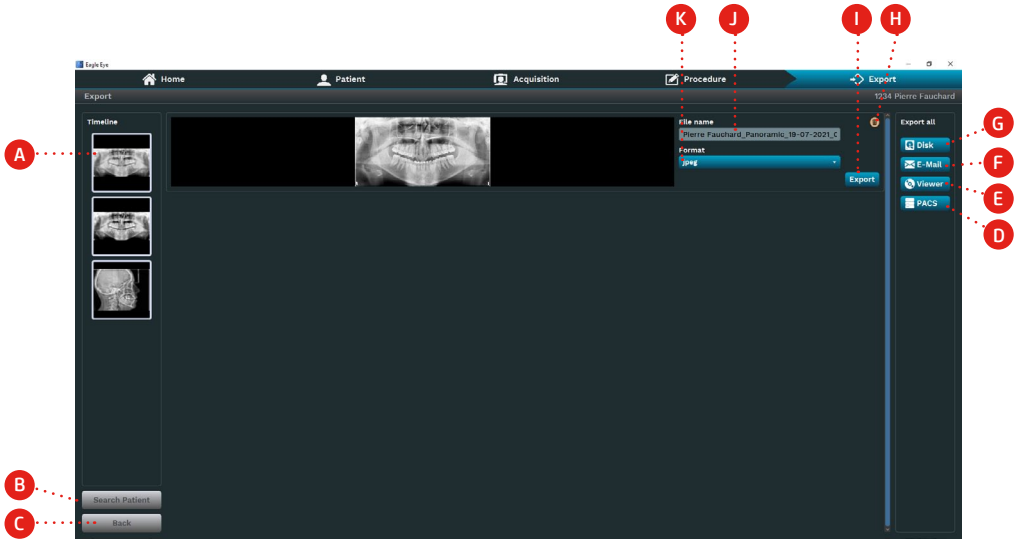 K J I H
Eagle Eye
Home Patient Acquisition Procedure Export
Export 1234 Pierre Fauchard
Timeline File name Export all
Pierre Fauchard_Panoramic_19-07-2021_C
G
Disk
Format
A
jpeg
E-Mail
F
Export
Viewer
E
PACS
D
B
Search Patient
C
Back